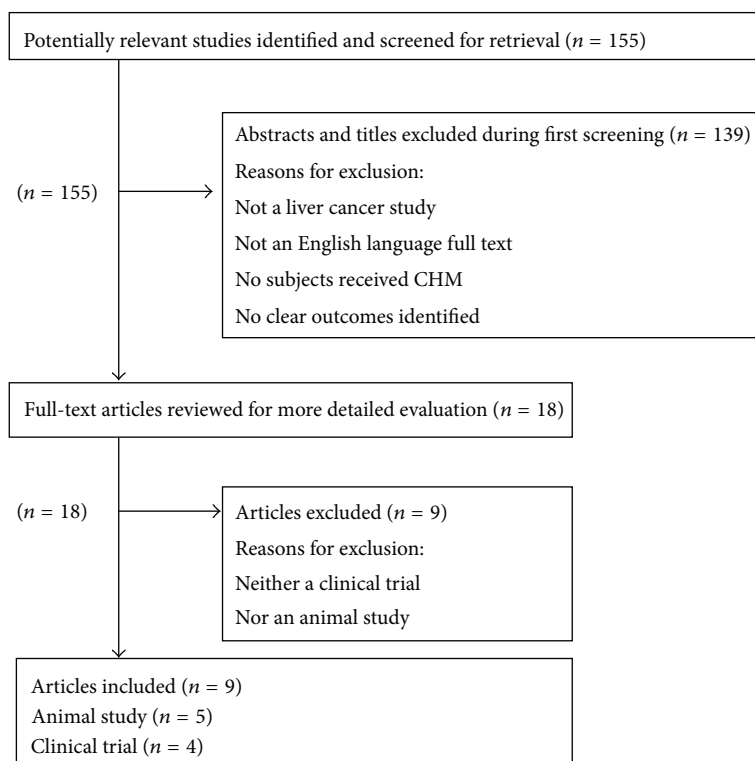 Potentially relevant studies identified and screened for retrieval (n = 155)
Abstracts and titles excluded during first screening (n = 139)
Reasons for exclusion:
(n = 155)
Not a liver cancer study
Not an English language full text
No subjects received CHM
No clear outcomes identified
Full-text articles reviewed for more detailed evaluation (n = 18)
(n = 18)
Articles excluded (n = 9)
Reasons for exclusion:
Neither a clinical trial
Nor an animal study
Articles included (n = 9)
Animal study (n = 5)
Clinical trial (n = 4)